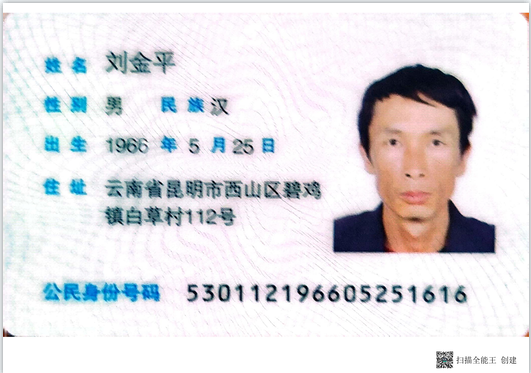 姓名 刘金平
性别 男 民族 汉
出生 1966 年 5 月 25 日
住址 云南省昆明市西山区碧鸡
镇白草村112号
公民身份号码 530112196605251616
扫描全能王 创建